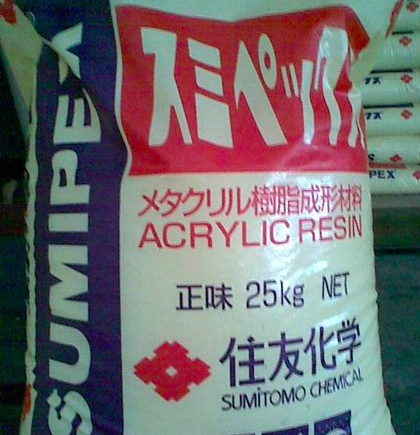 SUMIPEX
スミペックス
メタクリル樹脂成形材料
ACRYLIC RESIN
正味 25kg NET
住友化学
SUMITOMO CHEMICAL
PEX